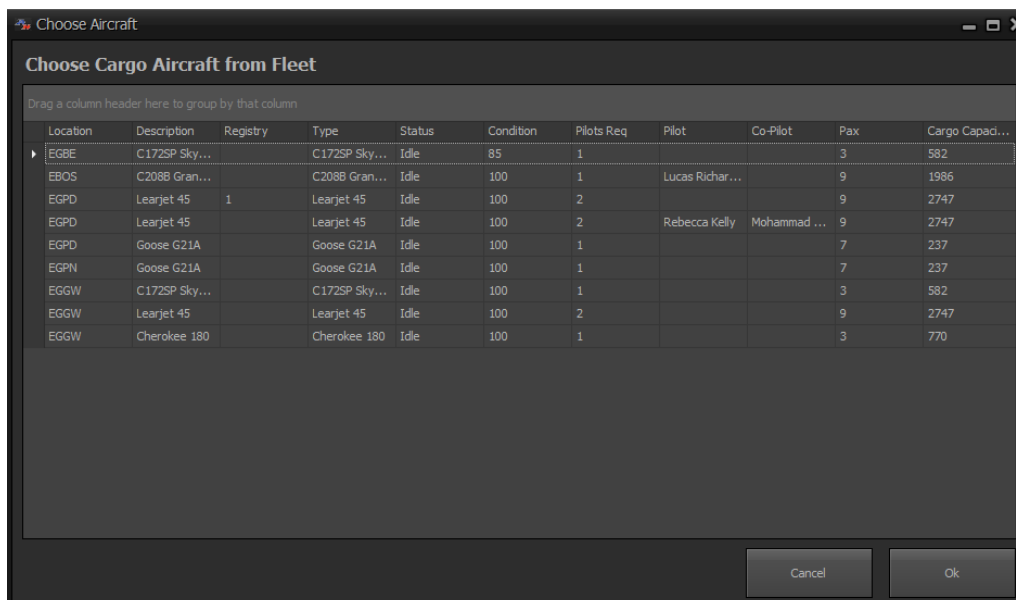 Choose Aircraft
Choose Cargo Aircraft from Fleet
Drag a column header here to group by that column
Location Description Registry Type Status Condition Pilots Req Pilot Co-Pilot Pax Cargo Capaci...
EGBE C172SP Sky... C172SP Sky... Idle 85 1 3 582
EBOS C208B Gran... C208B Gran... Idle 100 1 Lucas Richar... 9 1986
EGPD Learjet 45 1 Learjet 45 Idle 100 2 9 2747
EGPD Learjet 45 Learjet 45 Idle 100 2 Rebecca Kelly Mohammad ... 9 2747
EGPD Goose G21A Goose G21A Idle 100 1 7 237
EGPN Goose G21A Goose G21A Idle 100 1 7 237
EGGW C172SP Sky... C172SP Sky... Idle 100 1 3 582
EGGW Learjet 45 Learjet 45 Idle 100 2 9 2747
EGGW Cherokee 180 Cherokee 180 Idle 100 1 3 770
Cancel Ok